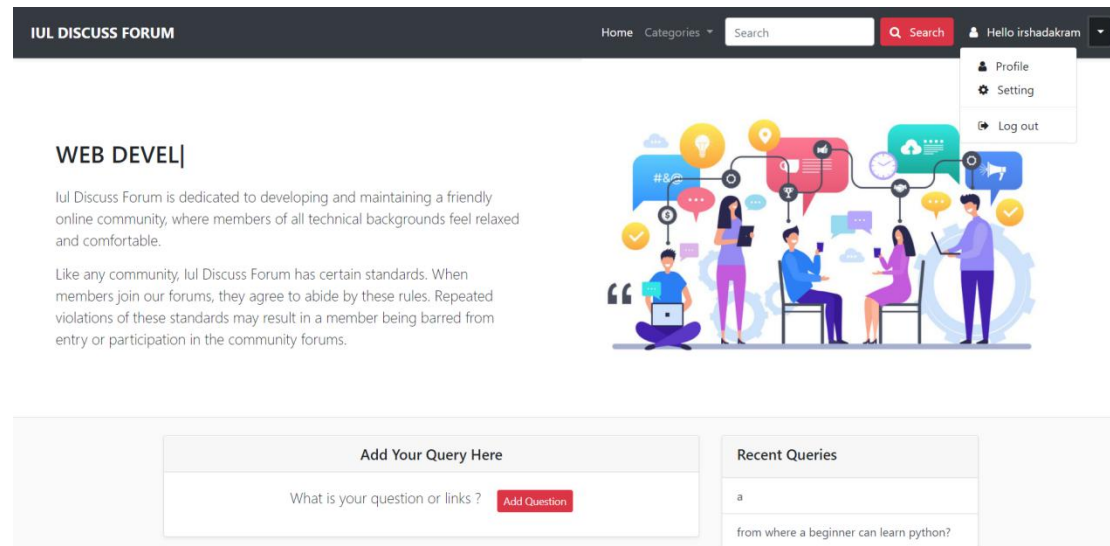 IUL DISCUSS FORUM
Home Categories Search Search Hello irshadakram
Profile
Setting
Log out
WEB DEVEL|
Iul Discuss Forum is dedicated to developing and maintaining a friendly
online community, where members of all technical backgrounds feel relaxed
and comfortable.
Like any community, Iul Discuss Forum has certain standards. When
members join our forums, they agree to abide by these rules. Repeated
violations of these standards may result in a member being barred from
entry or participation in the community forums.
#&@
$
Add Your Query Here
What is your question or links ? Add Question
Recent Queries
a
from where a beginner can learn python?